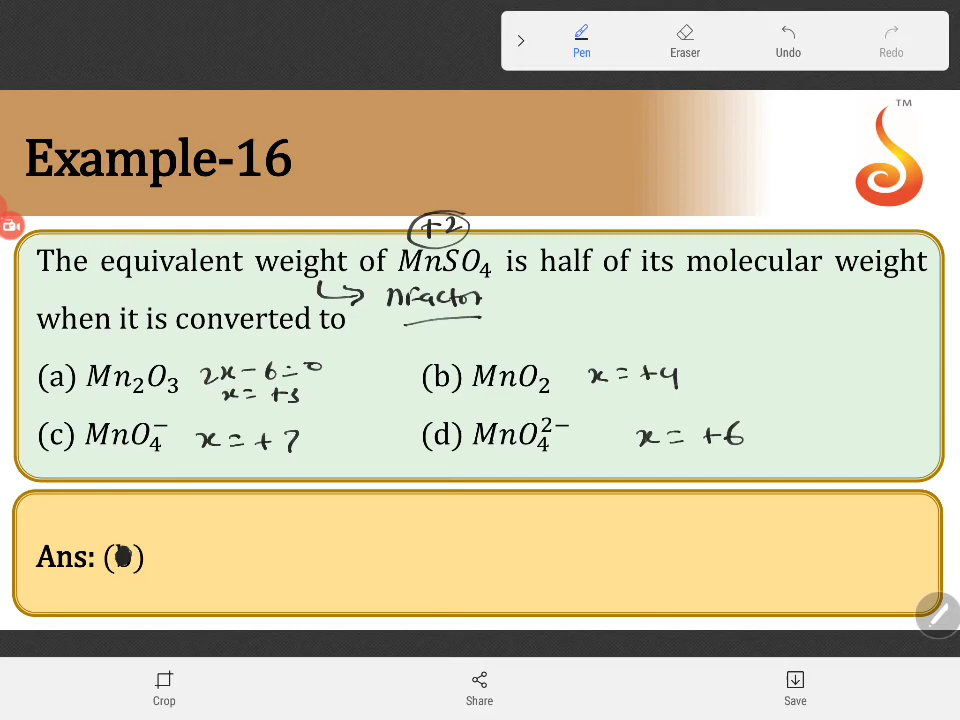 Pen Eraser Undo Redo
TM
Example-16
+2
The equivalent weight of MnSO₄ is half of its molecular weight
nfactor
when it is converted to
(a) Mn₂O₃ 2x - 6 = 0 (b) MnO₂ x = +4
x = +3
(c) MnO₄⁻ x = +7 (d) MnO₄²⁻ x = +6
Ans: ( )
Crop Share Save